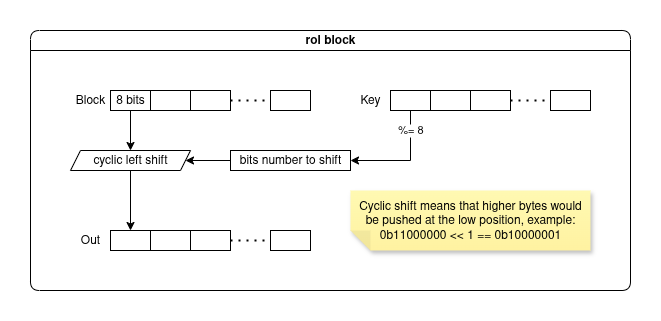 rol block
Block 8 bits Key
%= 8
cyclic left shift bits number to shift
Cyclic shift means that higher bytes would
be pushed at the low position, example:
0b11000000 << 1 == 0b10000001
Out